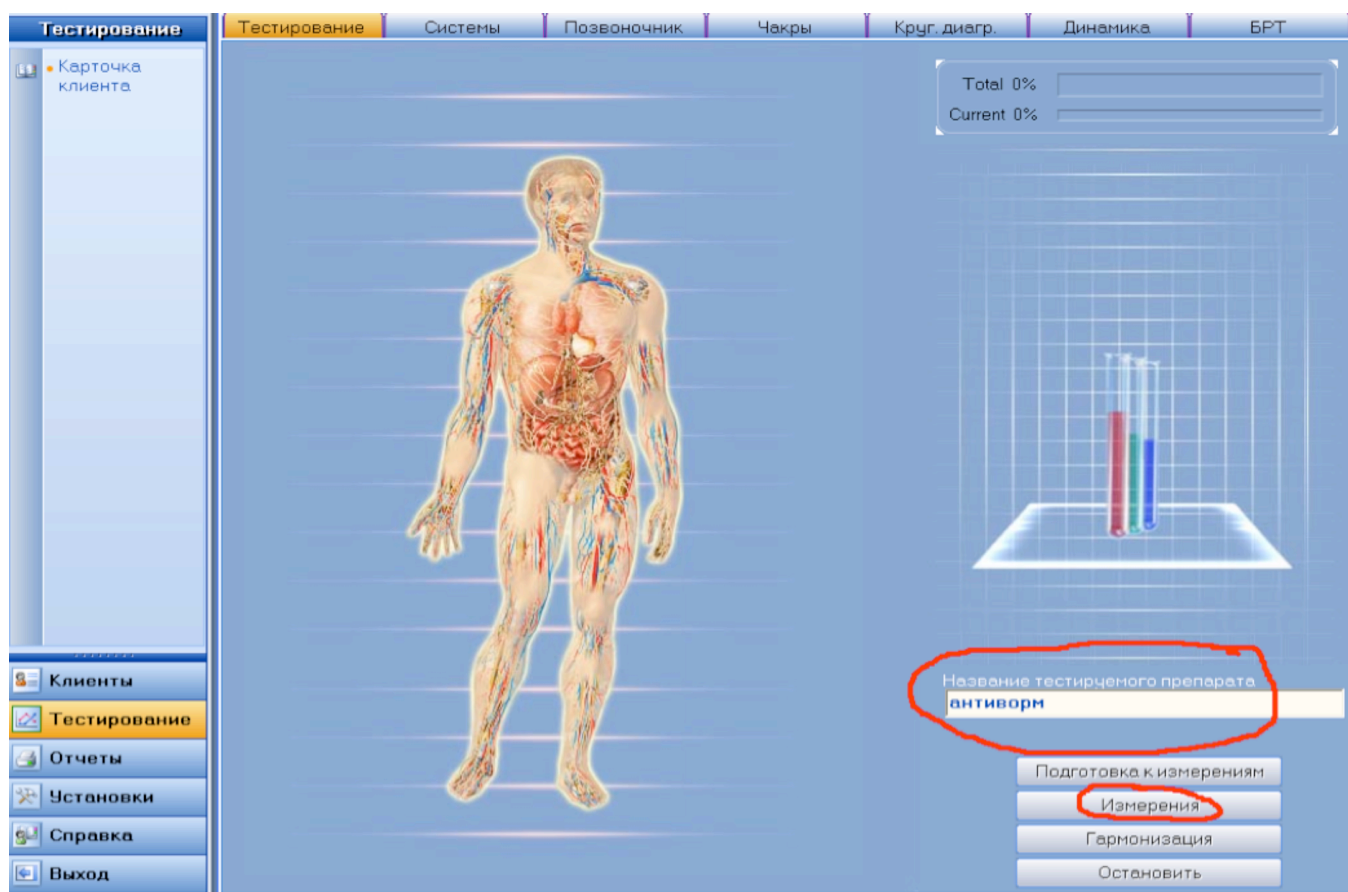 Тестирование
Карточка
клиента
Клиенты
Тестирование
Отчеты
Установки
Справка
Выход
Тестирование
Системы
Позвоночник
Чакры
Круг. диагр.
Динамика
БРТ
Total 0%
Current 0%
Название тестируемого препарата
антиворм
Подготовка к измерениям
Измерения
Гармонизация
Остановить